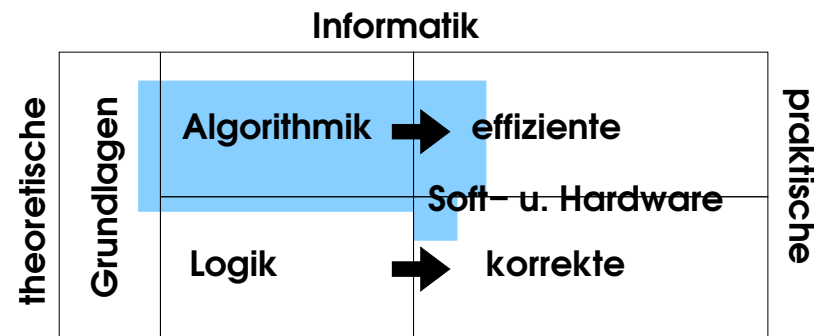 Informatik
theoretische
Grundlagen
Algorithmik
effiziente
Soft– u. Hardware
Logik
korrekte
praktische